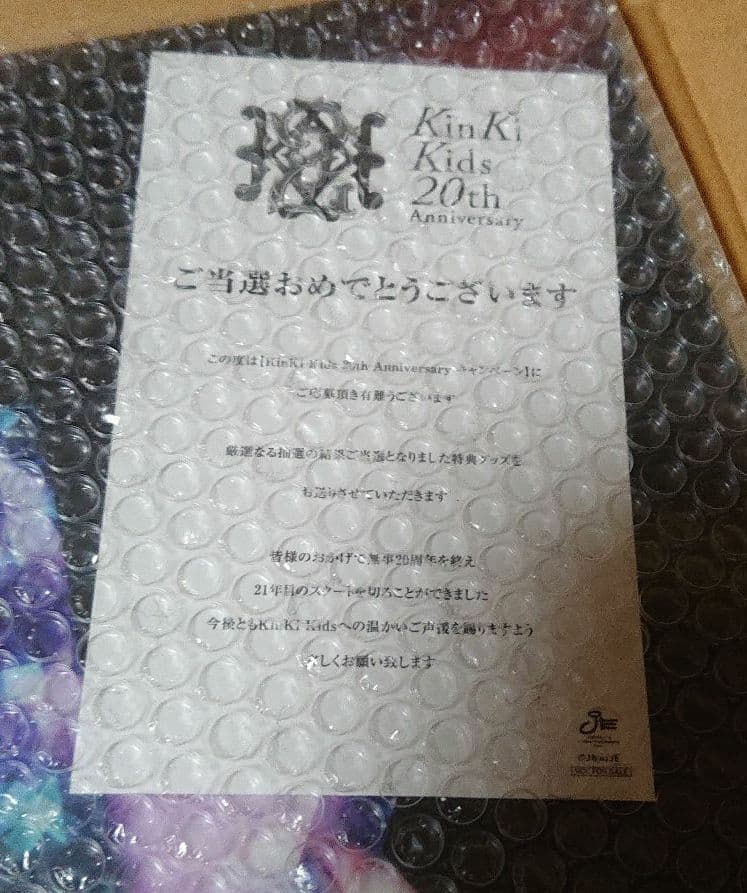 KinKi
Kids
20th
Anniversary
ご当選おめでとうございます
この度は【KinKi Kids 20th Anniversary キャンペーン】に
ご応募頂き有難うございます
厳選なる抽選の結果ご当選となりました特典グッズを
お送りさせていただきます
皆様のおかげで無事20周年を終え
21年目のスタートを切ることができました
今後ともKinKi Kidsへの温かいご声援を賜りますよう
宜しくお願い致します
NOT FOR SALE